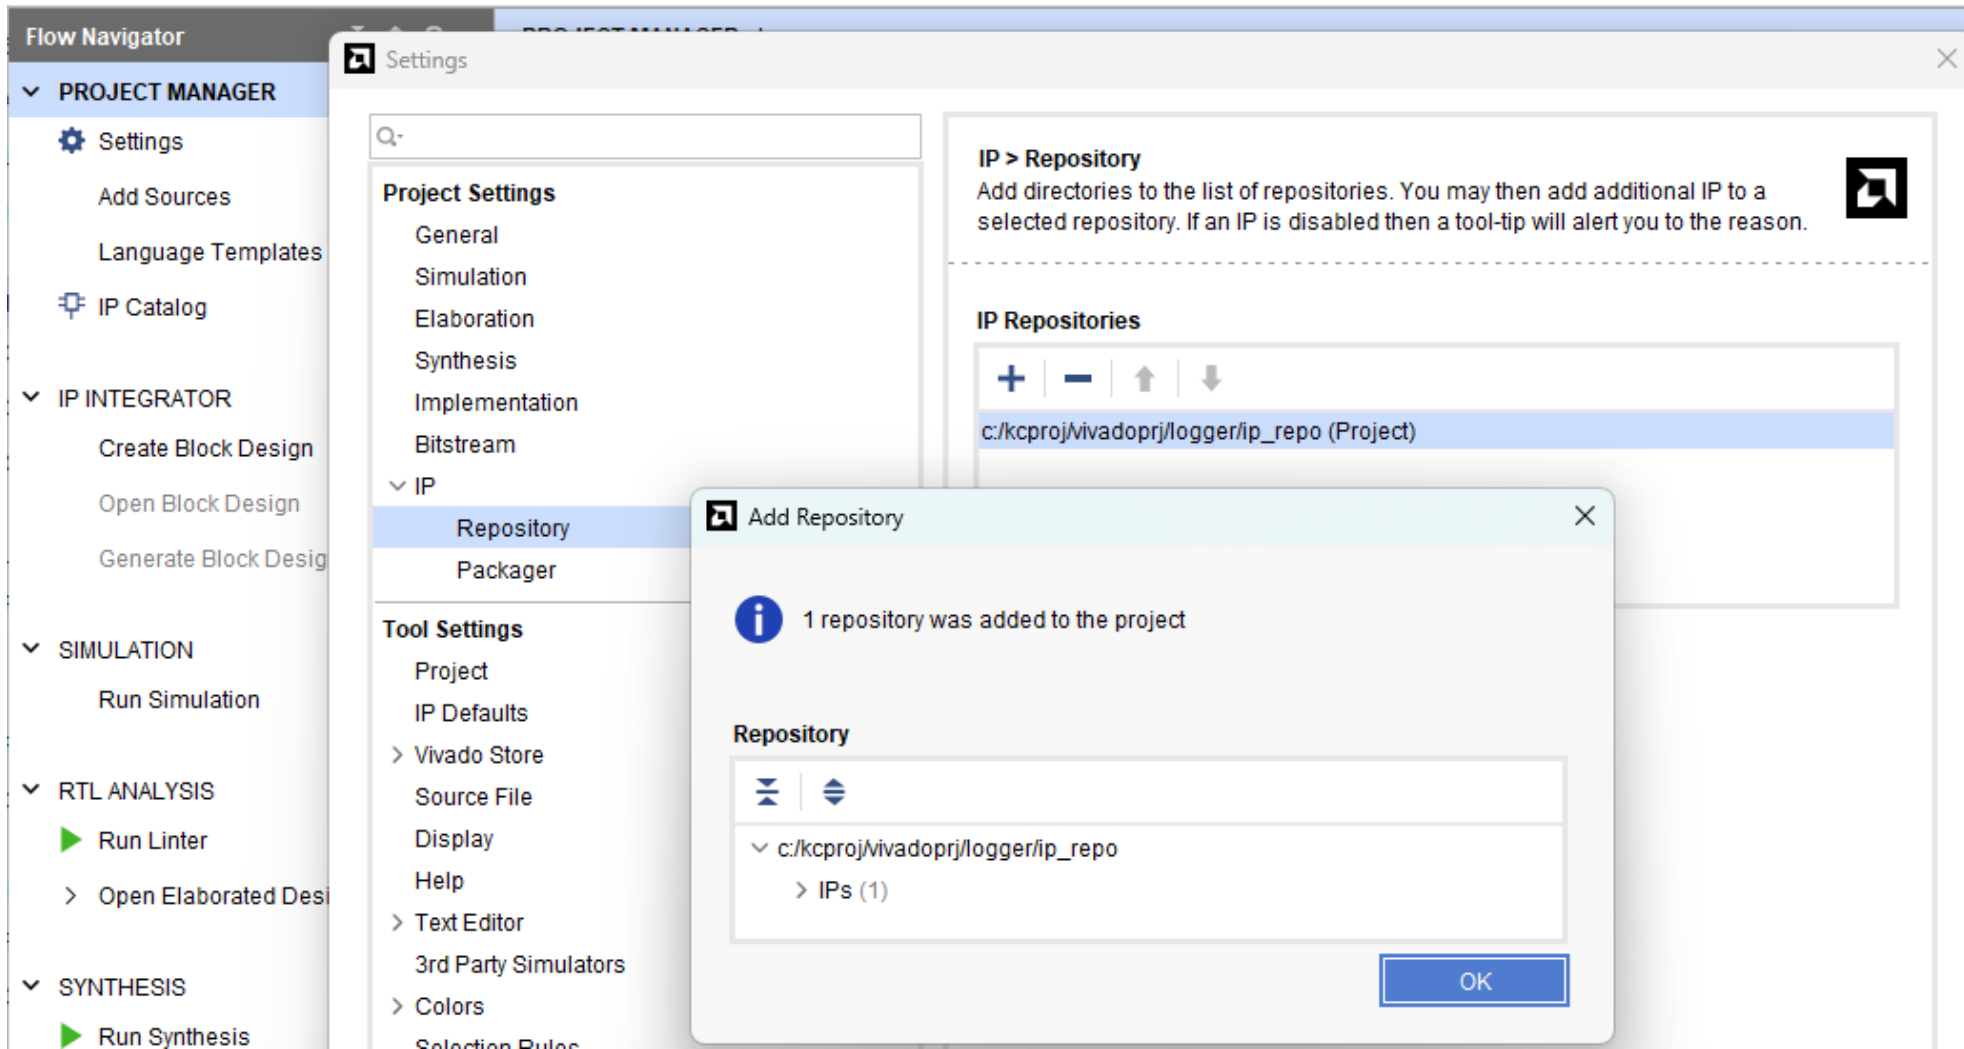 Flow Navigator
PROJECT MANAGER
Settings
Add Sources
Language Templates
IP Catalog
IP INTEGRATOR
Create Block Design
Open Block Design
Generate Block Desig
SIMULATION
Run Simulation
RTL ANALYSIS
Run Linter
Open Elaborated Desi
SYNTHESIS
Run Synthesis
PROJECT MANAGER
Settings
Project Settings
General
Simulation
Elaboration
Synthesis
Implementation
Bitstream
IP
Repository
Packager
Tool Settings
Project
IP Defaults
Vivado Store
Source File
Display
Help
Text Editor
3rd Party Simulators
Colors
Selection Rules
IP > Repository
Add directories to the list of repositories. You may then add additional IP to a
selected repository. If an IP is disabled then a tool-tip will alert you to the reason.
IP Repositories
c:/kcproj/vivadoprj/logger/ip_repo (Project)
Add Repository
1 repository was added to the project
Repository
c:/kcproj/vivadoprj/logger/ip_repo
IPs (1)
OK